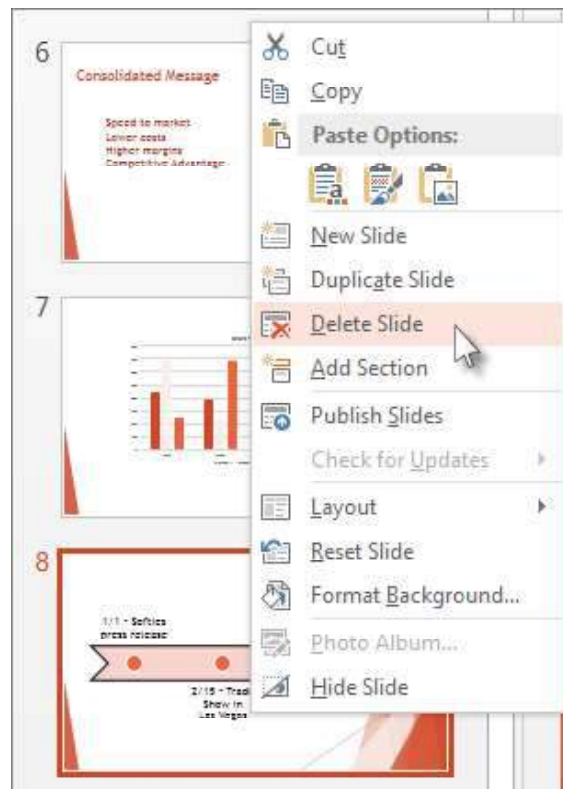 6
Consolidated Message
Speed to market
Lower costs
Higher margins
Competitive Advantage
7
8
1/1 - Softies
press release
2/15 - Trad
Show in
Las Vegas
Cut
Copy
Paste Options:
New Slide
Duplicate Slide
Delete Slide
Add Section
Publish Slides
Check for Updates
Layout
Reset Slide
Format Background...
Photo Album...
Hide Slide